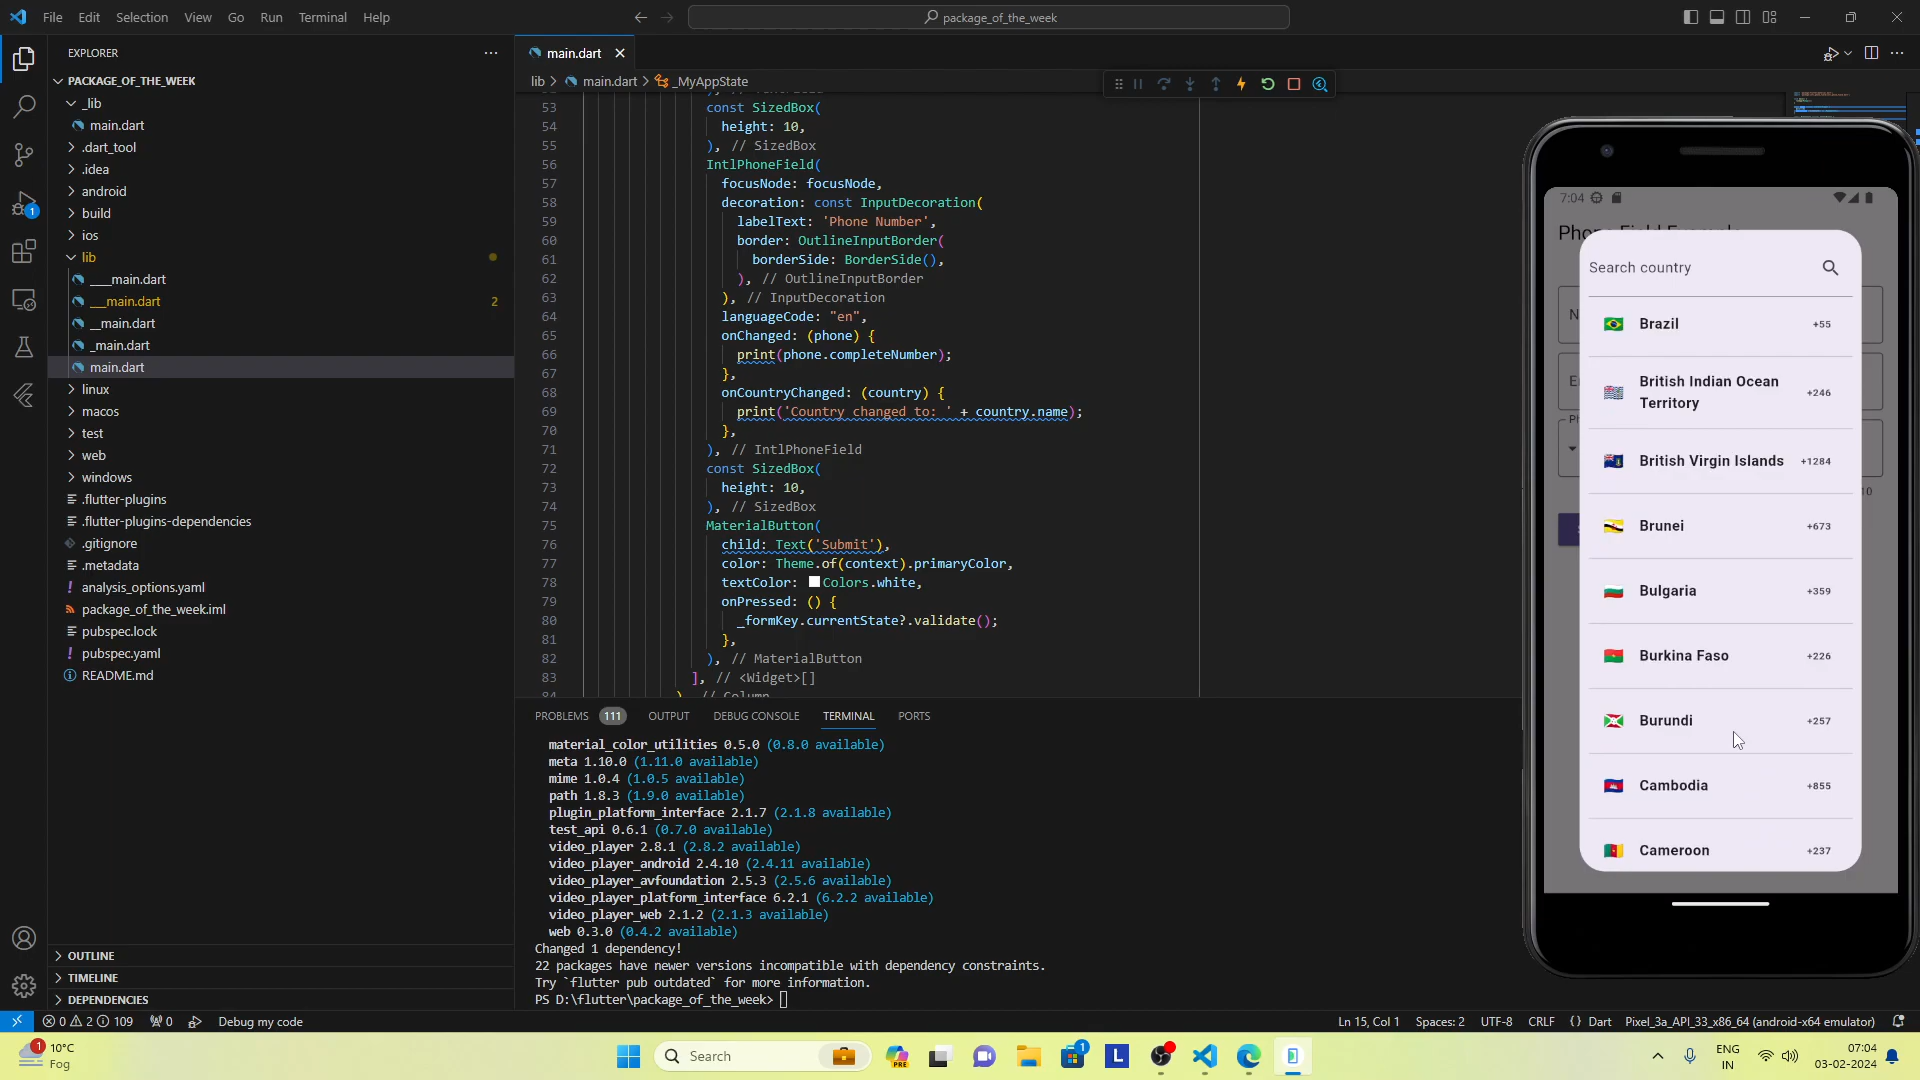 File Edit Selection View Go Run Terminal Help
package_of_the_week
EXPLORER
PACKAGE_OF_THE_WEEK
_lib
main.dart
.dart_tool
.idea
android
build
ios
lib
____main.dart
___main.dart 2
__main.dart
_main.dart
main.dart
linux
macos
test
web
windows
.flutter-plugins
.flutter-plugins-dependencies
.gitignore
.metadata
analysis_options.yaml
package_of_the_week.iml
pubspec.lock
pubspec.yaml
README.md
OUTLINE
TIMELINE
DEPENDENCIES
1
main.dart
lib > main.dart > _MyAppState
53 const SizedBox(
54 height: 10,
55 ), // SizedBox
56 IntlPhoneField(
57 focusNode: focusNode,
58 decoration: const InputDecoration(
59 labelText: 'Phone Number',
60 border: OutlineInputBorder(
61 borderSide: BorderSide(),
62 ), // OutlineInputBorder
63 ), // InputDecoration
64 languageCode: "en",
65 onChanged: (phone) {
66 print(phone.completeNumber);
67 },
68 onCountryChanged: (country) {
69 print('Country changed to: ' + country.name);
70 },
71 ), // IntlPhoneField
72 const SizedBox(
73 height: 10,
74 ), // SizedBox
75 MaterialButton(
76 child: Text('Submit'),
77 color: Theme.of(context).primaryColor,
78 textColor: Colors.white,
79 onPressed: () {
80 _formKey.currentState?.validate();
81 },
82 ), // MaterialButton
83 ], // <Widget>[]
84 ), // Column
PROBLEMS 111 OUTPUT DEBUG CONSOLE TERMINAL PORTS
material_color_utilities 0.5.0 (0.8.0 available)
meta 1.10.0 (1.11.0 available)
mime 1.0.4 (1.0.5 available)
path 1.8.3 (1.9.0 available)
plugin_platform_interface 2.1.7 (2.1.8 available)
test_api 0.6.1 (0.7.0 available)
video_player 2.8.1 (2.8.2 available)
video_player_android 2.4.10 (2.4.11 available)
video_player_avfoundation 2.5.3 (2.5.6 available)
video_player_platform_interface 6.2.1 (6.2.2 available)
video_player_web 2.1.2 (2.1.3 available)
web 0.3.0 (0.4.2 available)
Changed 1 dependency!
22 packages have newer versions incompatible with dependency constraints.
Try `flutter pub outdated` for more information.
PS D:\flutter\package_of_the_week>
7:04
Search country
Brazil +55
British Indian Ocean
Territory +246
British Virgin Islands +1284
Brunei +673
Bulgaria +359
Burkina Faso +226
Burundi +257
Cambodia +855
Cameroon +237
0 2 109 0 Debug my code
Ln 15, Col 1 Spaces: 2 UTF-8 CRLF {} Dart Pixel_3a_API_33_x86_64 (android-x64 emulator)
1 10°C
Fog
Search
PRE
1
L
ENG
IN
07:04
03-02-2024